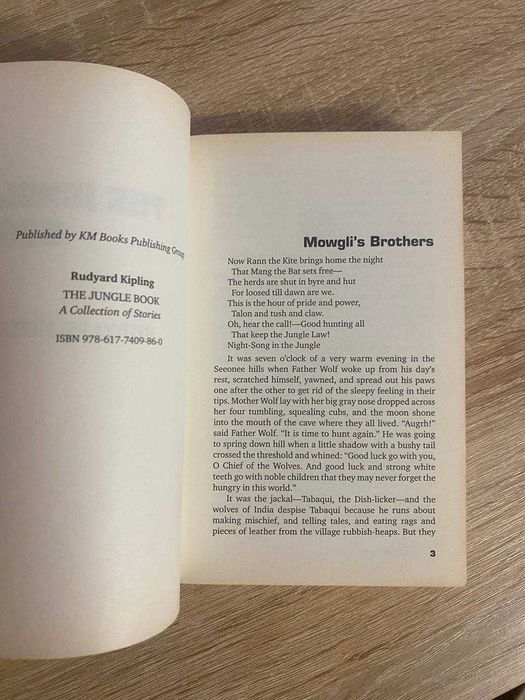 Published by KM Books Publishing Group
Rudyard Kipling
THE JUNGLE BOOK
A Collection of Stories
ISBN 978-617-7409-86-0
Mowgli's Brothers
Now Rann the Kite brings home the night
That Mang the Bat sets free—
The herds are shut in byre and hut
For loosed till dawn are we.
This is the hour of pride and power,
Talon and tush and claw.
Oh, hear the call!—Good hunting all
That keep the Jungle Law!
Night-Song in the Jungle
It was seven o'clock of a very warm evening in the
Seeonee hills when Father Wolf woke up from his day's
rest, scratched himself, yawned, and spread out his paws
one after the other to get rid of the sleepy feeling in their
tips. Mother Wolf lay with her big gray nose dropped across
her four tumbling, squealing cubs, and the moon shone
into the mouth of the cave where they all lived. "Augrh!"
said Father Wolf. "It is time to hunt again." He was going
to spring down hill when a little shadow with a bushy tail
crossed the threshold and whined: "Good luck go with you,
O Chief of the Wolves. And good luck and strong white
teeth go with noble children that they may never forget the
hungry in this world."
It was the jackal—Tabaqui, the Dish-licker—and the
wolves of India despise Tabaqui because he runs about
making mischief, and telling tales, and eating rags and
pieces of leather from the village rubbish-heaps. But they
3